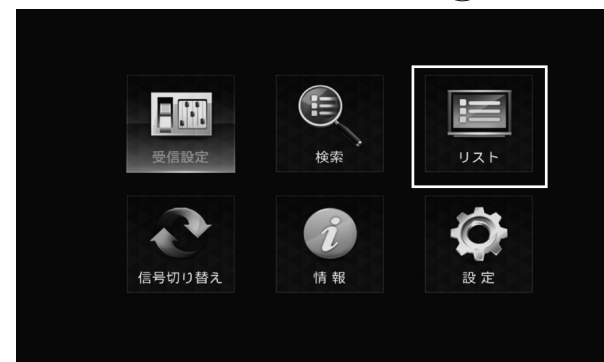 受信設定
検索
リスト
信号切り替え
情報
設定